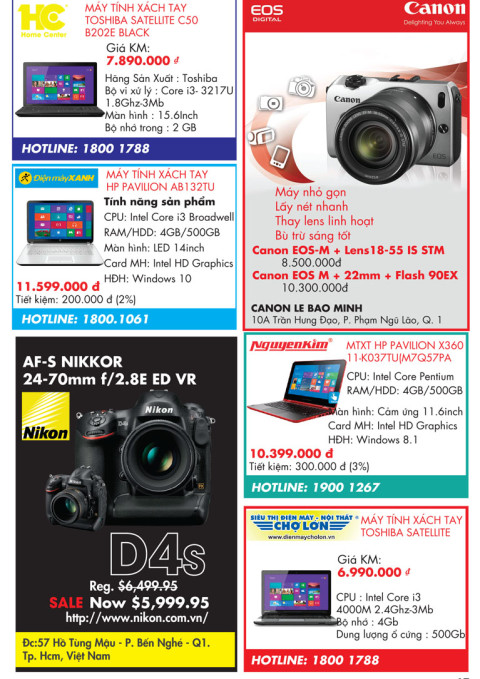 HC
Home Center
MÁY TÍNH XÁCH TAY
TOSHIBA SATELLITE C50
B202E BLACK
Giá KM:
7.890.000 đ
Hãng Sản Xuất : Toshiba
Bộ vi xử lý : Core i3- 3217U
1.8Ghz-3Mb
Màn hình : 15.6Inch
Bộ nhớ trong : 2 GB
HOTLINE: 1800 1788
Điện máy XANH
MÁY TÍNH XÁCH TAY
HP PAVILION AB132TU
Tính năng sản phẩm
CPU: Intel Core i3 Broadwell
RAM/HDD: 4GB/500GB
Màn hình: LED 14inch
Card MH: Intel HD Graphics
HĐH: Windows 10
11.599.000 đ
Tiết kiệm: 200.000 đ (2%)
HOTLINE: 1800.1061
AF-S NIKKOR
24-70mm f/2.8E ED VR
Nikon
Nikon
D4s
Reg. $6,499.95
SALE Now $5,999.95
http://www.nikon.com.vn/
Đc:57 Hồ Tùng Mậu - P. Bến Nghé - Q1.
Tp. Hcm, Việt Nam
EOS
DIGITAL
Canon
Delighting You Always
Canon
EOS
Máy nhỏ gọn
Lấy nét nhanh
Thay lens linh hoạt
Bù trừ sáng tốt
Canon EOS-M + Lens18-55 IS STM
8.500.000đ
Canon EOS M + 22mm + Flash 90EX
10.300.000đ
CANON LE BAO MINH
10A Trần Hưng Đạo, P. Phạm Ngũ Lão, Q. 1
NguyenKim
MTXT HP PAVILION X360
11-K037TU(M7Q57PA
CPU: Intel Core Pentium
RAM/HDD: 4GB/500GB
Màn hình: Cảm ứng 11.6inch
Card MH: Intel HD Graphics
HĐH: Windows 8.1
10.399.000 đ
Tiết kiệm: 300.000 đ (3%)
HOTLINE: 1900 1267
SIÊU THỊ ĐIỆN MÁY - NỘI THẤT
CHỢ LỚN
www.dienmaycholon.vn
MÁY TÍNH XÁCH TAY
TOSHIBA SATELLITE
Giá KM:
6.990.000 đ
CPU : Intel Core i3
4000M 2.4Ghz-3Mb
Bộ nhớ : 4Gb
Dung lượng ổ cứng : 500Gb
HOTLINE: 1800 1788